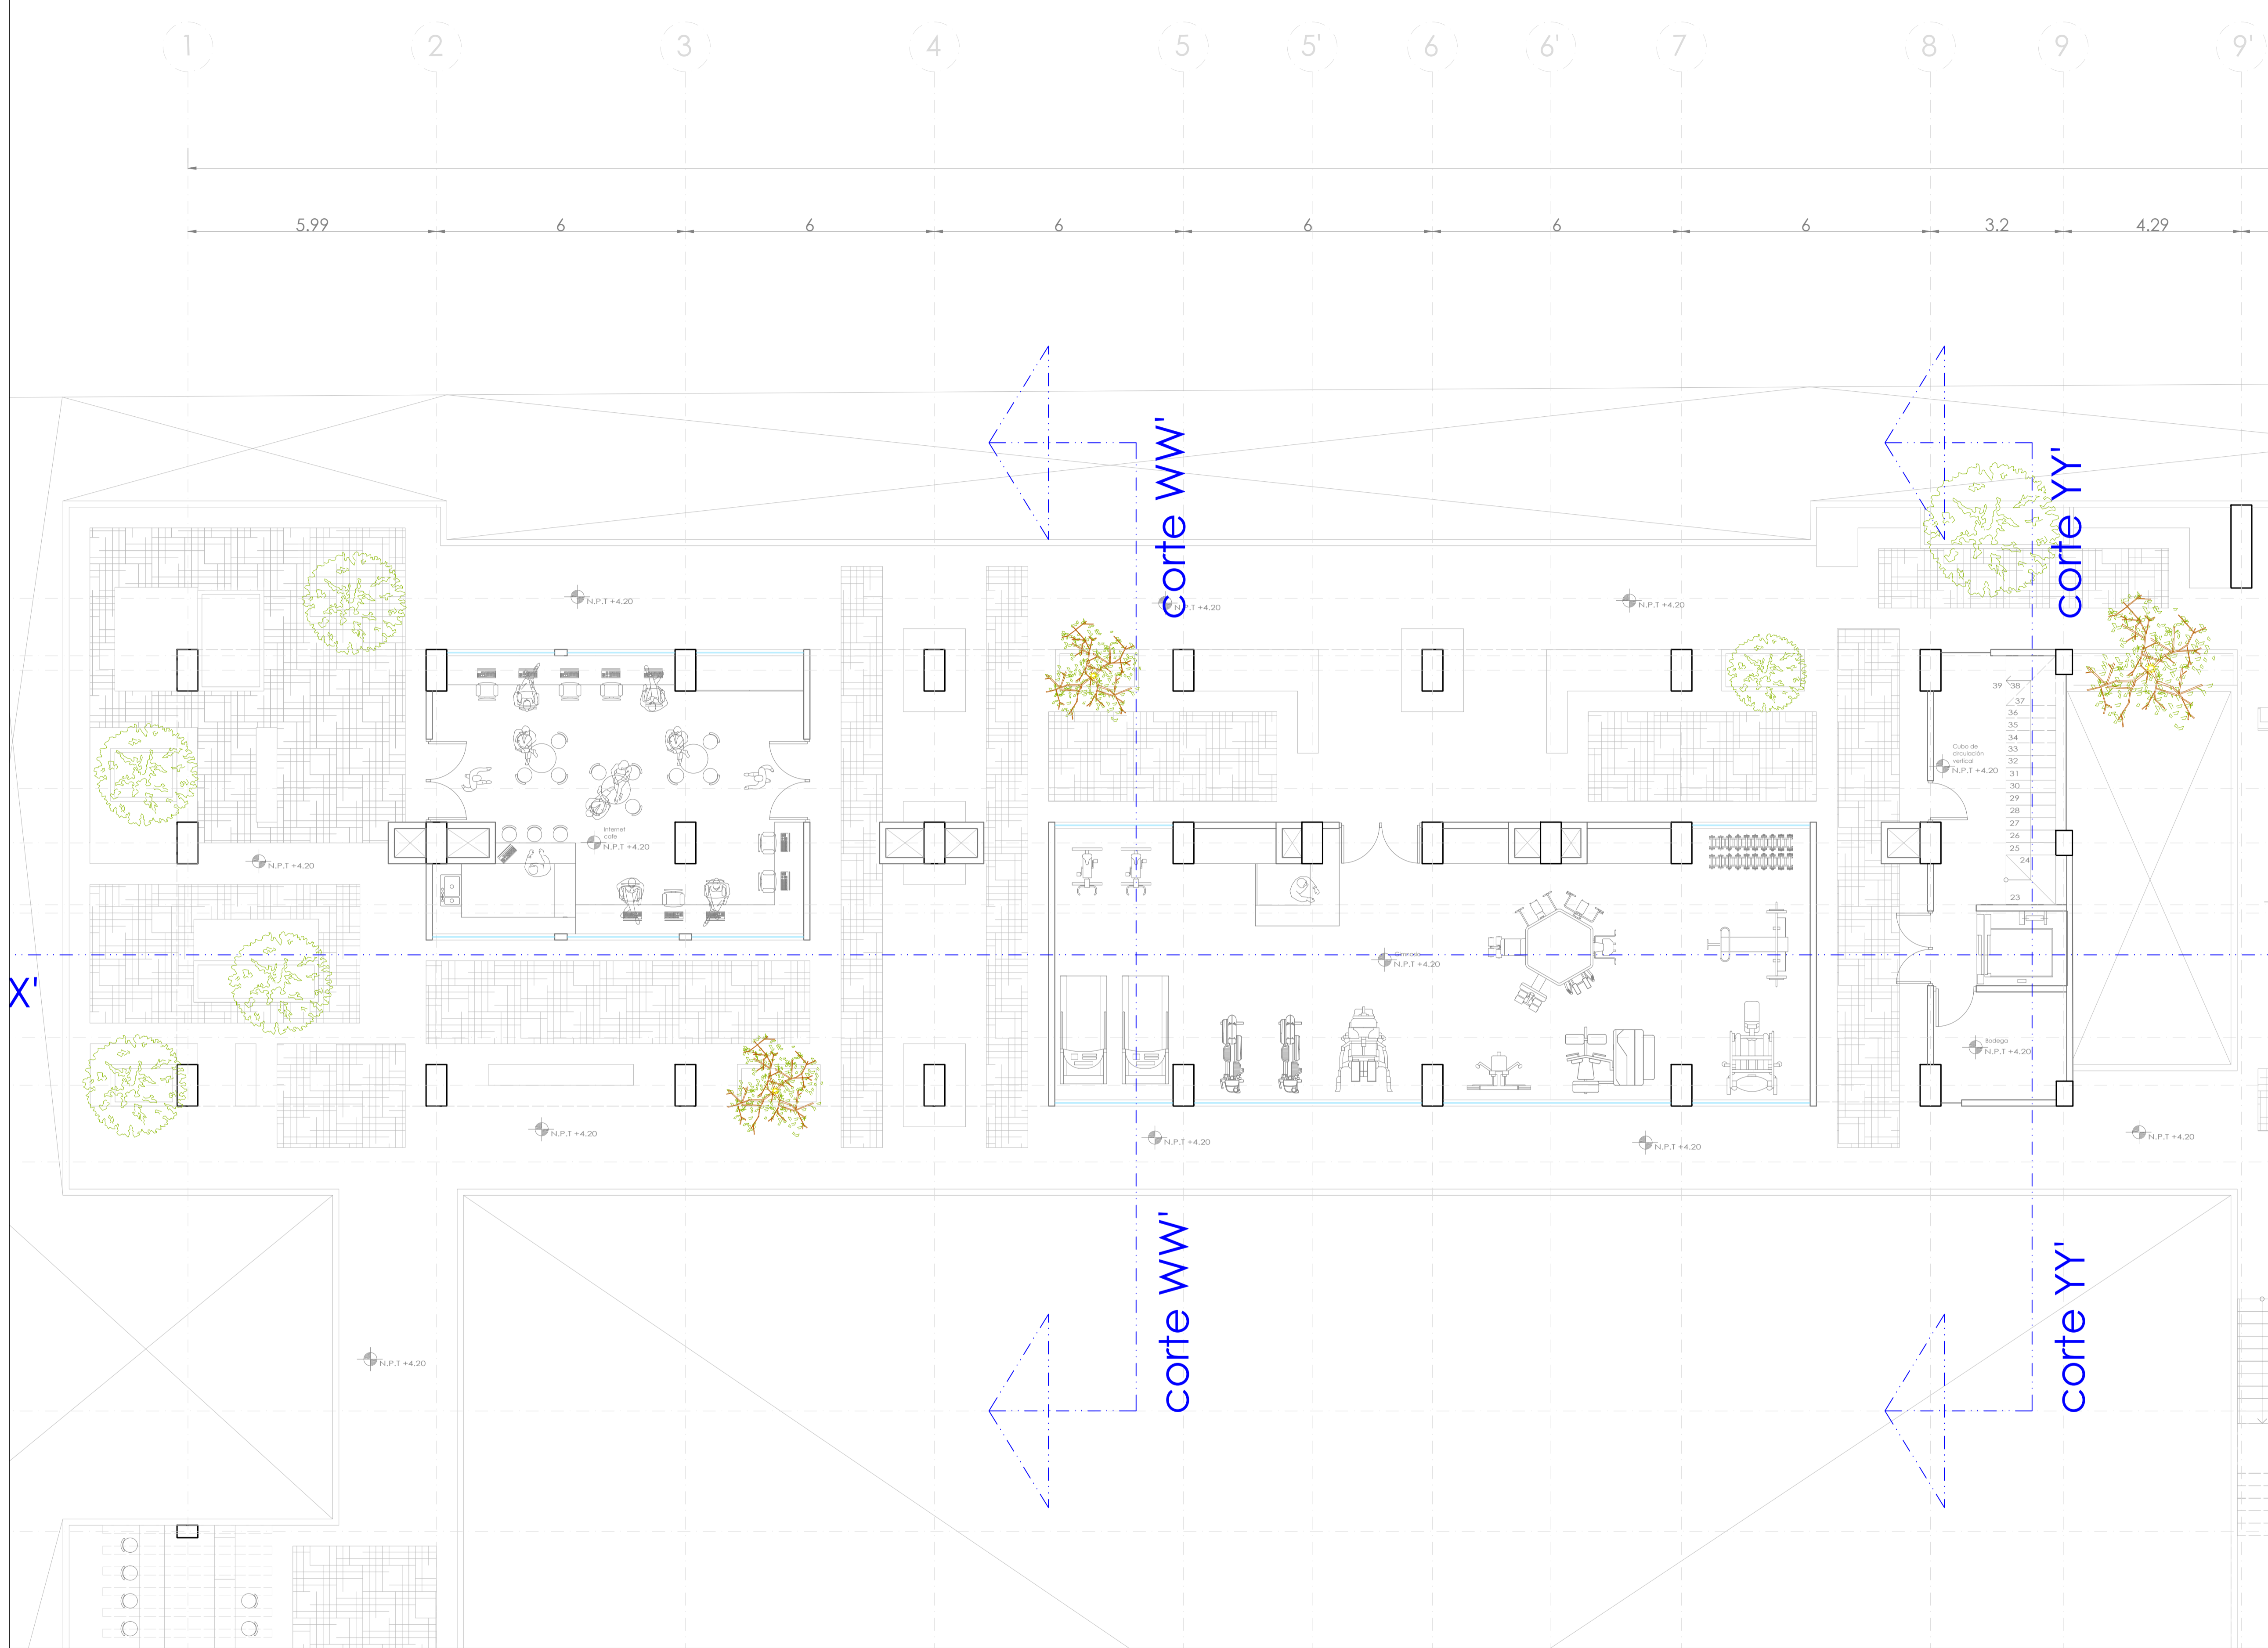 1 2 3 4 5 5' 6 6' 7 8 9 9'
5.99 6 6 6 6 6 6 3.2 4.29
corte WW'
corte YY'
N.P.T +4.20
N.P.T +4.20
N.P.T +4.20
39 38
37
36
35
34
33
32
31
30
29
28
27
26
25
24
23
Cubo de
circulación
vertical
N.P.T +4.20
Internet
cafe
N.P.T +4.20
N.P.T +4.20
N.P.T +4.20
X'
Bodega
N.P.T +4.20
N.P.T +4.20
N.P.T +4.20
N.P.T +4.20
N.P.T +4.20
corte WW'
corte YY'
N.P.T +4.20